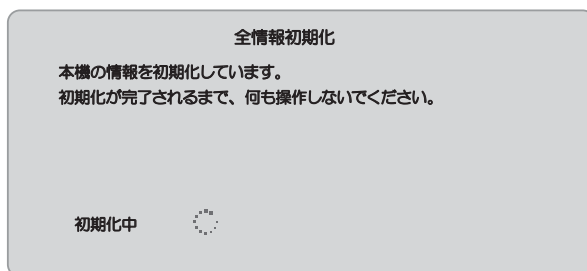 全情報初期化
本機の情報を初期化しています。
初期化が完了されるまで、何も操作しないでください。
初期化中